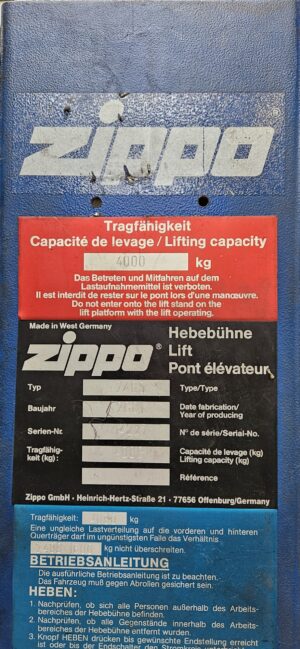 zippo®
Tragfähigkeit
Capacité de levage / Lifting capacity
4000 kg
Das Betreten und Mitfahren auf dem
Lastaufnahmemittel ist verboten.
Il est interdit de rester sur le pont lors d'une manœuvre.
Do not enter onto the lift stand on the
lift platform with the lift operating.
Made in West Germany
zippo®
Hebebühne
Lift
Pont élévateur
Typ Type/Type
Baujahr Date fabrication/
Year of producing
Serien-Nr. N° de série/Serial-No.
Tragfähig-
keit (kg): Capacité de levage (kg)
Lifting capacity (kg)
Référence
Zippo GmbH · Heinrich-Hertz-Straße 21 · 77656 Offenburg/Germany
Tragfähigkeit: kg
Eine ungleiche Lastverteilung auf die vorderen und hinteren
Querträger darf im ungünstigsten Falle das Verhältnis
kg nicht überschreiten.
BETRIEBSANLEITUNG
Die ausführliche Betriebsanleitung ist zu beachten.
Das Fahrzeug muß gegen Abrollen gesichert sein.
HEBEN:
1. Nachprüfen, ob sich alle Personen außerhalb des Arbeits-
bereiches der Hebebühne befinden.
2. Nachprüfen, ob alle Gegenstände innerhalb des Arbeits-
bereiches der Hebebühne entfernt wurden.
3. Knopf HEBEN drücken bis gewünschte Endstellung erreicht
ist oder bis der Endschalter den Stromkreis unterbricht